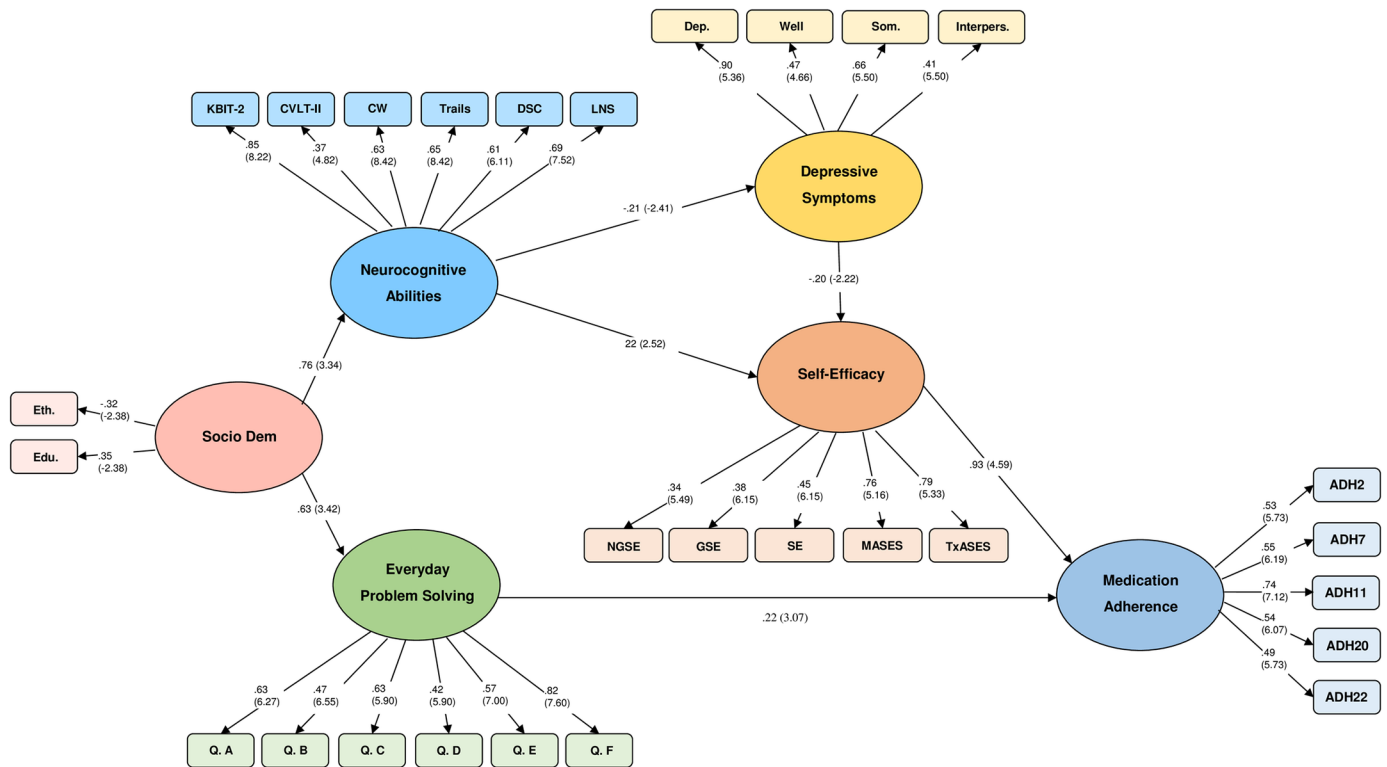 Dep.
Well
Som.
Interpers.
.90
(5.36)
.47
(4.66)
.66
(5.50)
.41
(5.50)
KBIT-2
CVLT-II
CW
Trails
DSC
LNS
.85
(8.22)
.37
(4.82)
.63
(8.42)
.65
(8.42)
.61
(6.11)
.69
(7.52)
Depressive
Symptoms
-.21 (-2.41)
Neurocognitive
Abilities
-.20 (-2.22)
22 (2.52)
.76 (3.34)
Self-Efficacy
Eth.
-.32
(-2.38)
Edu.
.35
(-2.38)
Socio Dem
.93 (4.59)
.34
(5.49)
.38
(6.15)
.45
(6.15)
.76
(5.16)
.79
(5.33)
NGSE
GSE
SE
MASES
TxASES
.63 (3.42)
Everyday
Problem Solving
.22 (3.07)
Medication
Adherence
.53
(5.73)
.55
(6.19)
.74
(7.12)
.54
(6.07)
.49
(5.73)
ADH2
ADH7
ADH11
ADH20
ADH22
.63
(6.27)
.47
(6.55)
.63
(5.90)
.42
(5.90)
.57
(7.00)
.82
(7.60)
Q. A
Q. B
Q. C
Q. D
Q. E
Q. F